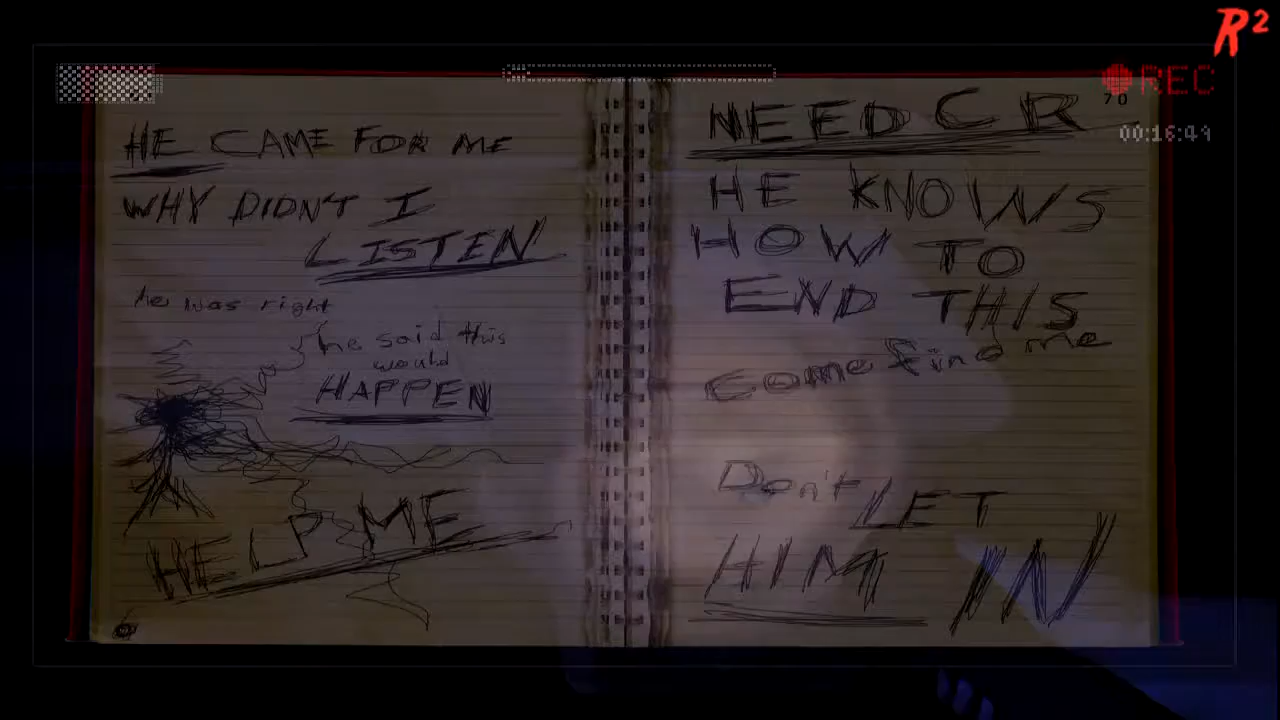 R2
REC
70
00:16:49
HE CAME FOR ME
WHY DIDN'T I
LISTEN
he was right
he said this
would
HAPPEN
HELP ME
NEED CR
HE KNOWS
HOW TO
END THIS
come find me
Don't LET
HIM IN